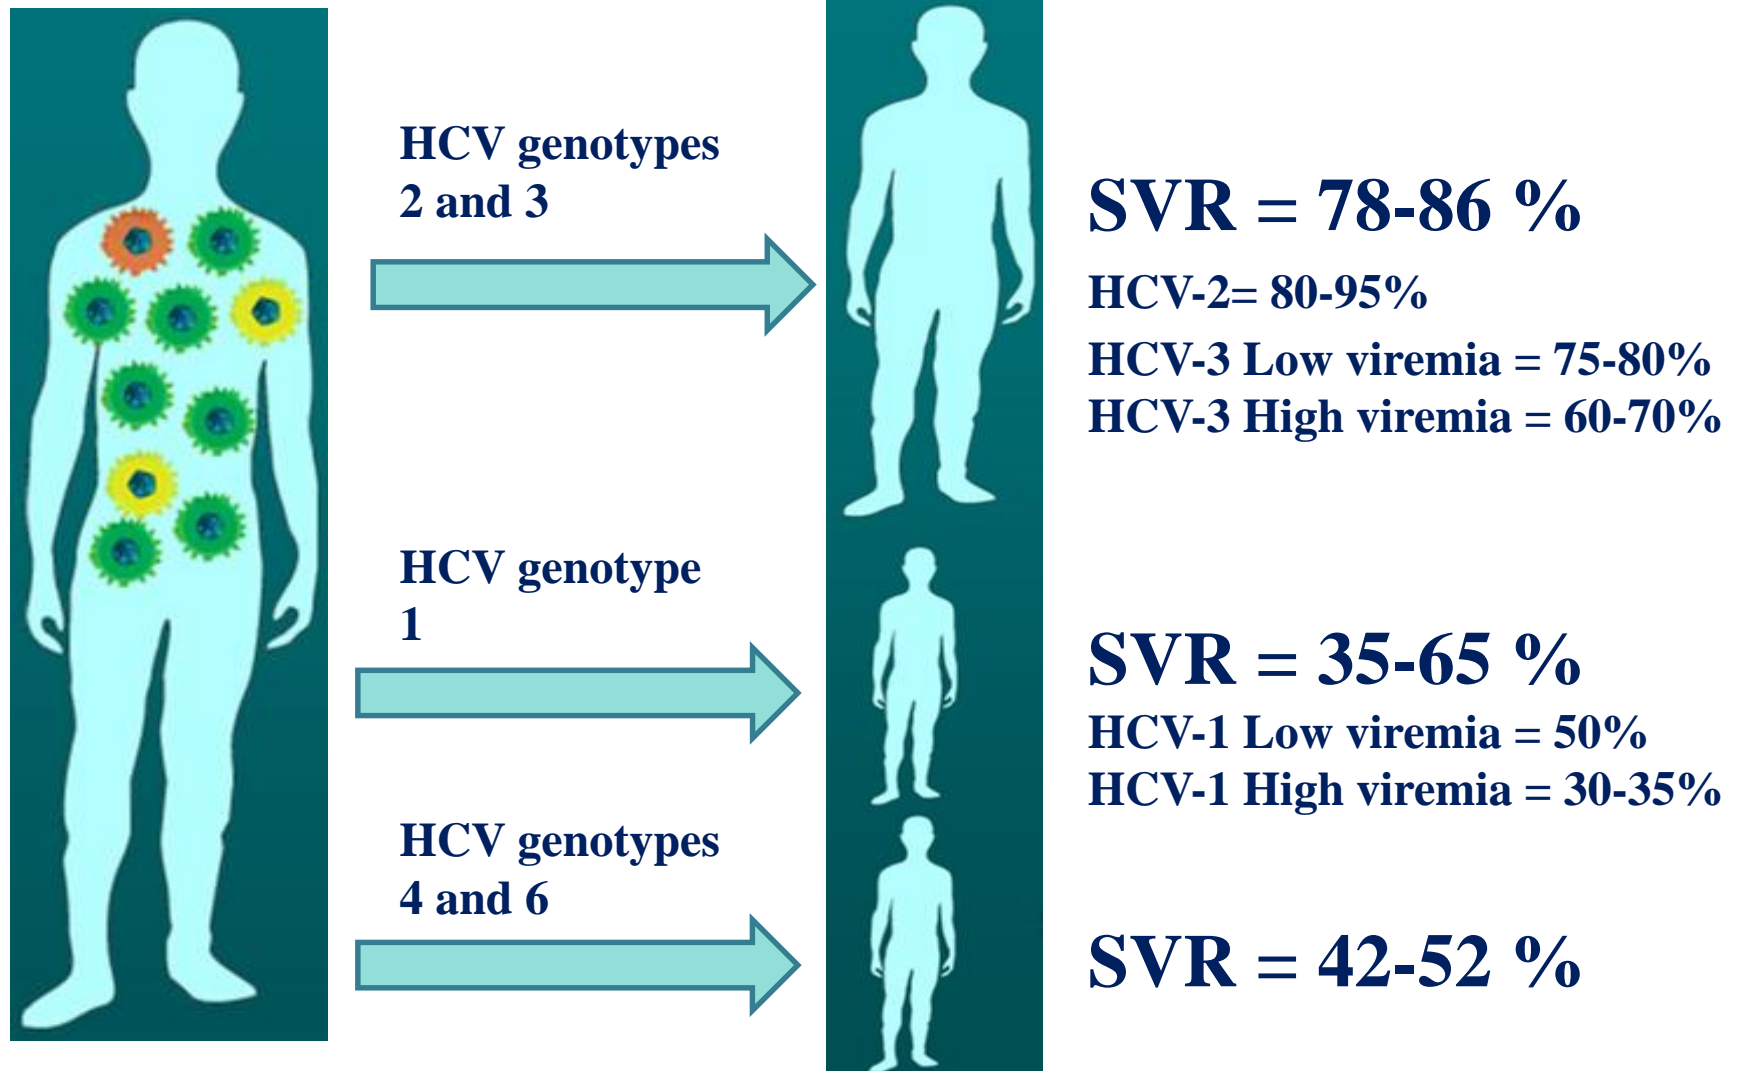 HCV genotypes
2 and 3
SVR = 78-86 %
HCV-2= 80-95%
HCV-3 Low viremia = 75-80%
HCV-3 High viremia = 60-70%
HCV genotype
1
SVR = 35-65 %
HCV-1 Low viremia = 50%
HCV-1 High viremia = 30-35%
HCV genotypes
4 and 6
SVR = 42-52 %